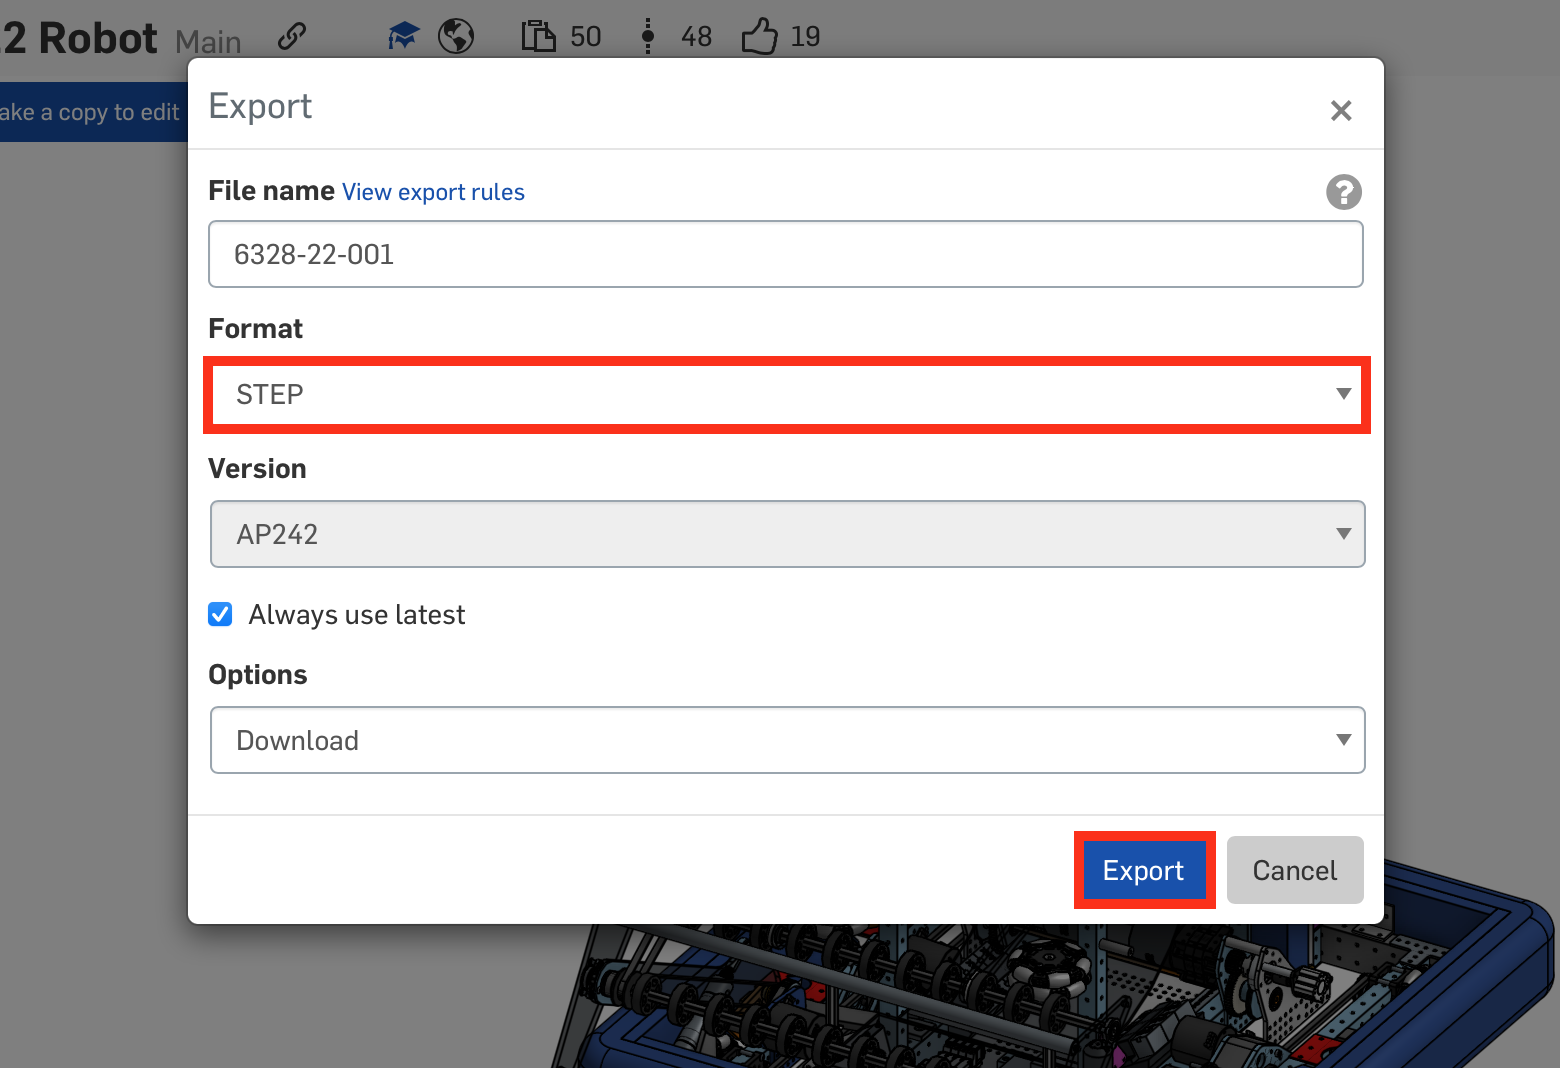 2 Robot Main 50 48 19
ake a copy to edit
Export
File name View export rules
6328-22-001
Format
STEP
Version
AP242
Always use latest
Options
Download
Export Cancel